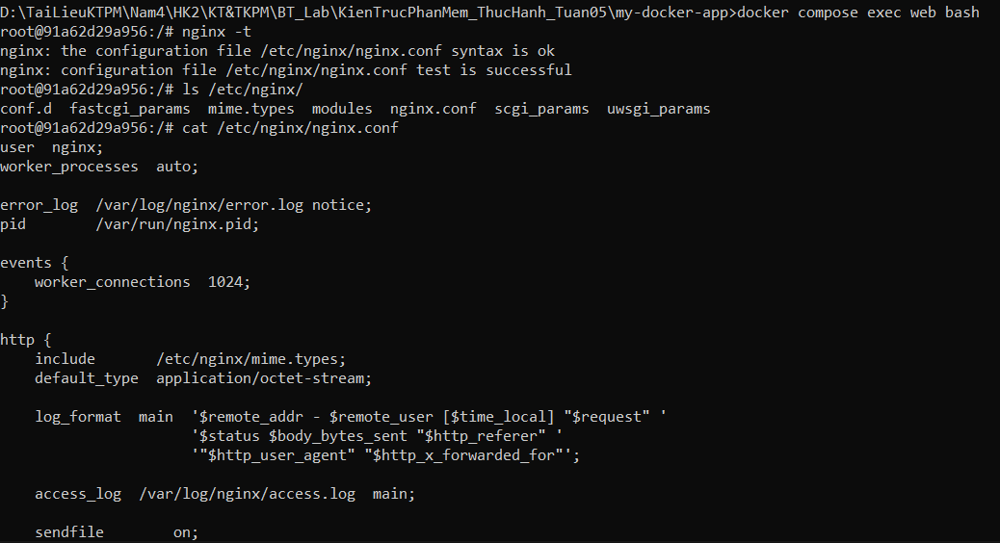 D:\TaiLieuKTPM\Nam4\HK2\KT&TKPM\BT_Lab\KienTrucPhanMem_ThucHanh_Tuan05\my-docker-app>docker compose exec web bash
root@91a62d29a956:/# nginx -t
nginx: the configuration file /etc/nginx/nginx.conf syntax is ok
nginx: configuration file /etc/nginx/nginx.conf test is successful
root@91a62d29a956:/# ls /etc/nginx/
conf.d  fastcgi_params  mime.types  modules  nginx.conf  scgi_params  uwsgi_params
root@91a62d29a956:/# cat /etc/nginx/nginx.conf
user  nginx;
worker_processes  auto;

error_log  /var/log/nginx/error.log notice;
pid        /var/run/nginx.pid;

events {
    worker_connections  1024;
}

http {
    include       /etc/nginx/mime.types;
    default_type  application/octet-stream;

    log_format  main  '$remote_addr - $remote_user [$time_local] "$request" '
                      '$status $body_bytes_sent "$http_referer" '
                      '"$http_user_agent" "$http_x_forwarded_for"';

    access_log  /var/log/nginx/access.log  main;

    sendfile        on;